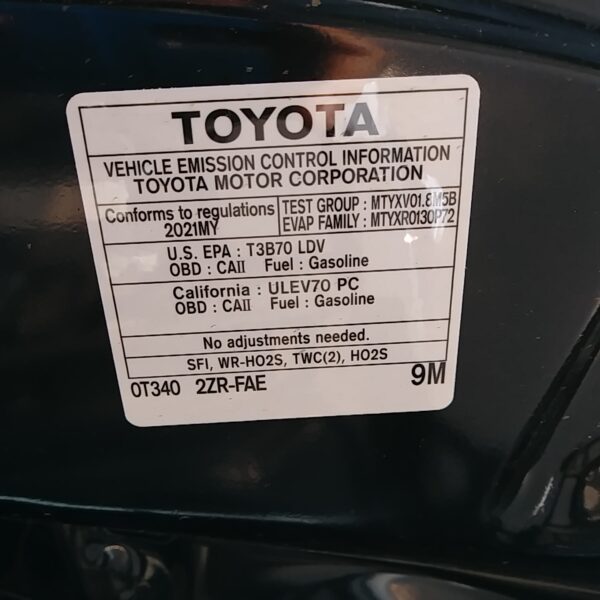 TOYOTA
VEHICLE EMISSION CONTROL INFORMATION
TOYOTA MOTOR CORPORATION
Conforms to regulations
2021MY
TEST GROUP : MTYXV01.8M5B
EVAP FAMILY : MTYXR0130P72
U.S. EPA : T3B70 LDV
OBD : CAII Fuel : Gasoline
California : ULEV70 PC
OBD : CAII Fuel : Gasoline
No adjustments needed.
SFI, WR-HO2S, TWC(2), HO2S
0T340 2ZR-FAE 9M